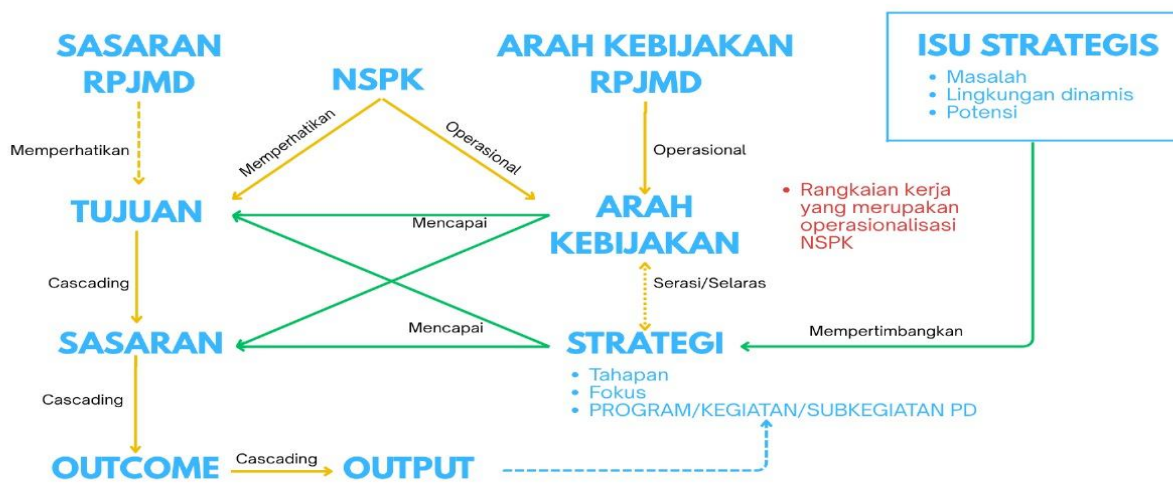 SASARAN
RPJMD
NSPK
ARAH KEBIJAKAN
RPJMD
ISU STRATEGIS
• Masalah
• Lingkungan dinamis
• Potensi
Memperhatikan
Memperhatikan
Operasional
Operasional
TUJUAN
Mencapai
ARAH
KEBIJAKAN
• Rangkaian kerja
yang merupakan
operasionalisasi
NSPK
Cascading
Serasi/Selaras
SASARAN
Mencapai
STRATEGI
Mempertimbangkan
• Tahapan
• Fokus
• PROGRAM/KEGIATAN/SUBKEGIATAN PD
Cascading
OUTCOME
Cascading
OUTPUT